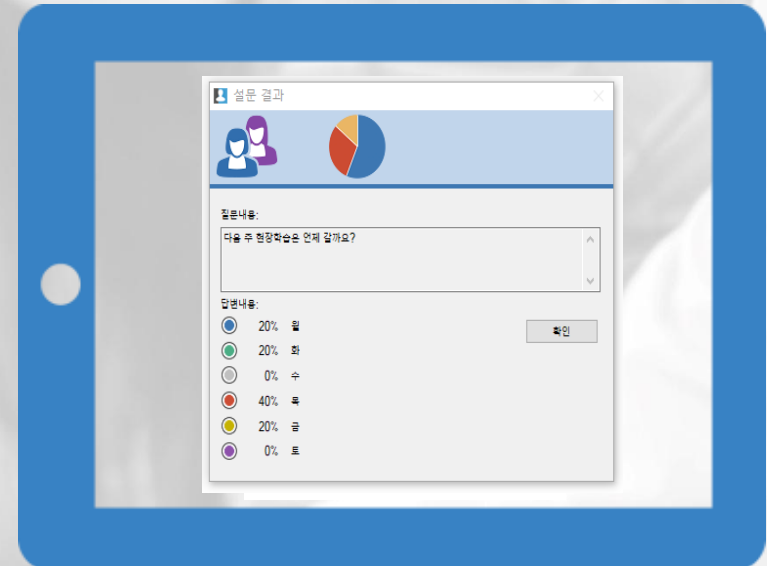 설문 결과
질문내용:
다음 주 현장학습은 언제 갈까요?
답변내용:
20% 월
확인
20% 화
0% 수
40% 목
20% 금
0% 토